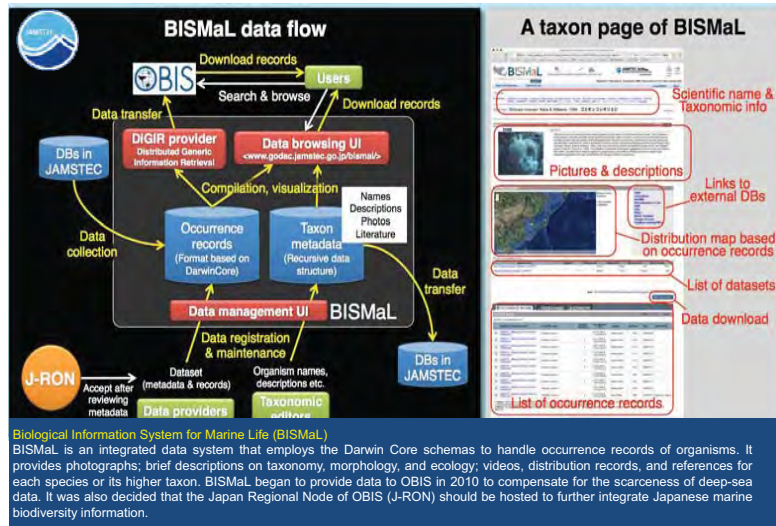 JAMSTEC
BISMaL data flow
Download records
OBIS
Users
Search & browse
Download records
Data transfer
DiGIR provider
Distributed Generic
Information Retrieval
Data browsing UI
<www.godac.jamstec.go.jp/bismal/>
DBs in
JAMSTEC
Compilation, visualization
Names
Descriptions
Photos
Literature
Data
collection
Occurrence
records
(Format based on
DarwinCore)
Taxon
metadata
(Recursive data
structure)
Data
transfer
Data management UI
BISMaL
Data registration
& maintenance
DBs in
JAMSTEC
J-RON
Accept after
reviewing
metadata
Dataset
(metadata & records)
Organism names,
descriptions etc.
Data providers
Taxonomic
editors
A taxon page of BISMaL
BISMaL
Scientific name &
Taxonomic info
Pictures & descriptions
Links to
external DBs
Distribution map based
on occurrence records
List of datasets
Data download
List of occurrence records
Biological Information System for Marine Life (BISMaL)
BISMaL is an integrated data system that employs the Darwin Core schemas to handle occurrence records of organisms. It
provides photographs; brief descriptions on taxonomy, morphology, and ecology; videos, distribution records, and references for
each species or its higher taxon. BISMaL began to provide data to OBIS in 2010 to compensate for the scarceness of deep-sea
data. It was also decided that the Japan Regional Node of OBIS (J-RON) should be hosted to further integrate Japanese marine
biodiversity information.